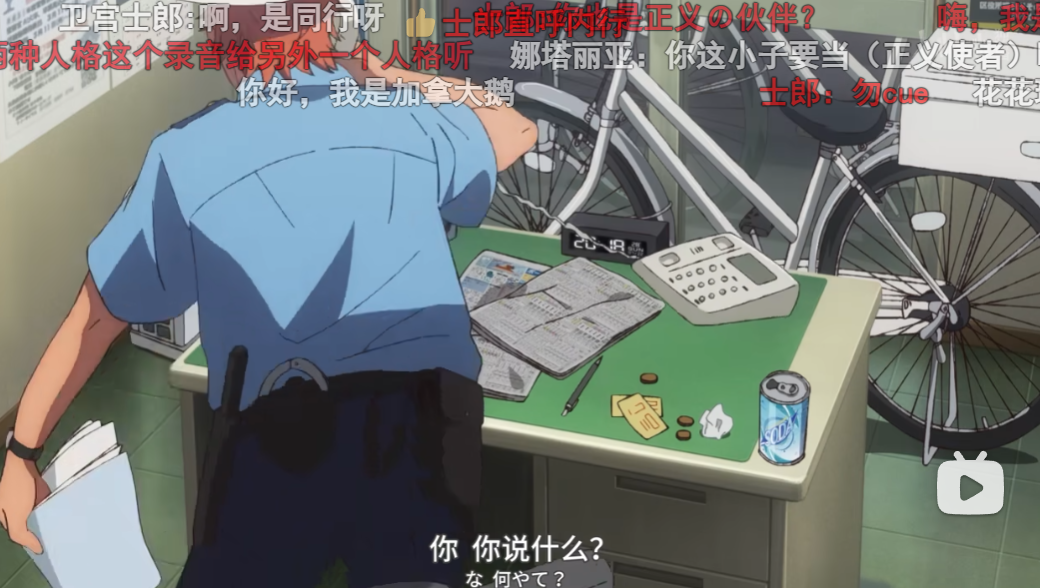 卫宫士郎:啊，是同行呀
士郎直呼内行
是正义の伙伴?
嗨，我是
两种人格这个录音给另外一个人格听
娜塔丽亚：你这小子要当（正义使者）
你好，我是加拿大鹅
士郎：勿cue
花花
20:18
SODA
你 你说什么?
な 何やて？